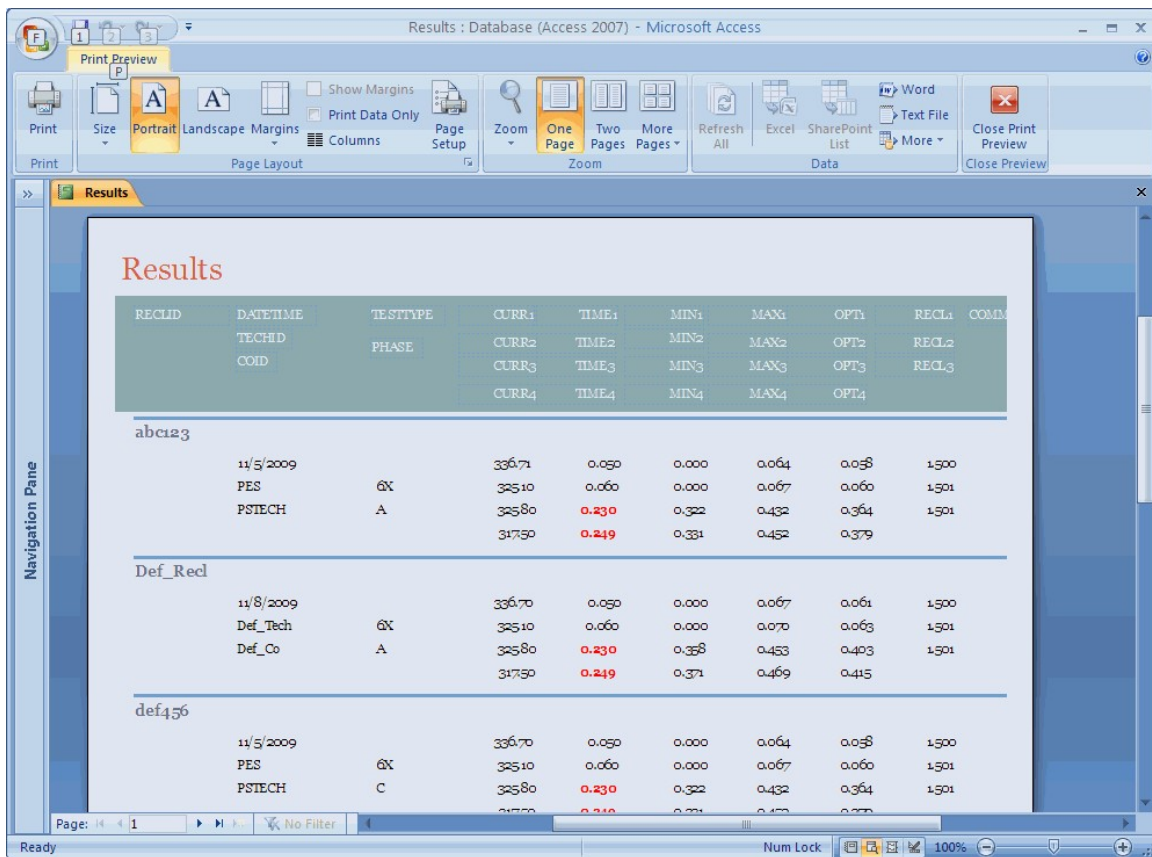 Results : Database (Access 2007) - Microsoft Access
F
1 2 3
Print Preview
P
Print
Size
Portrait
Landscape
Margins
Show Margins
Print Data Only
Columns
Page Setup
Zoom
One Page
Two Pages
More Pages
Refresh All
Excel
SharePoint List
Word
Text File
More
Close Print Preview
Print
Page Layout
Zoom
Data
Close Preview
Results
Navigation Pane
Results
RECLID DATETIME TESTTYPE CURR1 TIME1 MIN1 MAX1 OPT1 RECL1 COMM
TECHID PHASE CURR2 TIME2 MIN2 MAX2 OPT2 RECL2
COID CURR3 TIME3 MIN3 MAX3 OPT3 RECL3
CURR4 TIME4 MIN4 MAX4 OPT4
abc123
11/5/2009 336.71 0.050 0.000 0.064 0.058 1.500
PES 6X 325.10 0.060 0.000 0.067 0.060 1.501
PSTECH A 325.80 0.230 0.322 0.432 0.364 1.501
317.50 0.249 0.331 0.452 0.379
Def_Recl
11/8/2009 336.70 0.050 0.000 0.067 0.061 1.500
Def_Tech 6X 325.10 0.060 0.000 0.070 0.063 1.501
Def_Co A 325.80 0.230 0.358 0.453 0.403 1.501
317.50 0.249 0.371 0.469 0.415
def456
11/5/2009 336.70 0.050 0.000 0.064 0.058 1.500
PES 6X 325.10 0.060 0.000 0.067 0.060 1.501
PSTECH C 325.80 0.230 0.322 0.432 0.364 1.501
Page: 1 No Filter
Ready Num Lock 100%